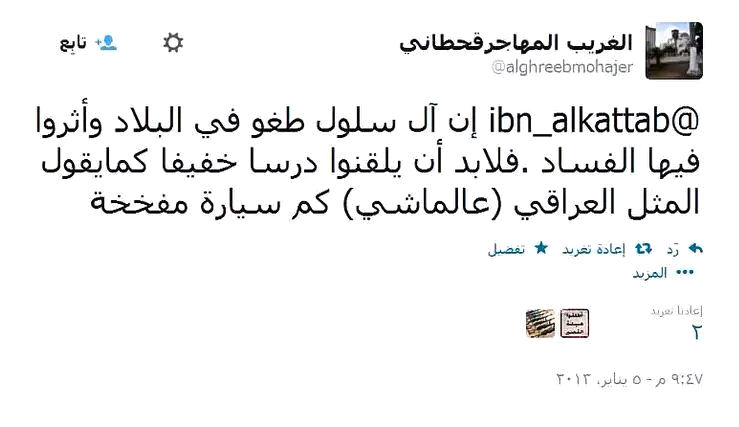 الغريب المهاجرقحطاني
@alghreebmohajer
تابِع
@ibn_alkattab إن آل سلول طغو في البلاد وأثروا
فيها الفساد .فلابد أن يلقنوا درسا خفيفا كمايقول
المثل العراقي (عالماشي) كم سيارة مفخخة
رَد إعادة تغريد تفضيل
المزيد
إعادتا تغريد
٢
٩:٤٧ م - ٥ يناير، ٢٠١٣